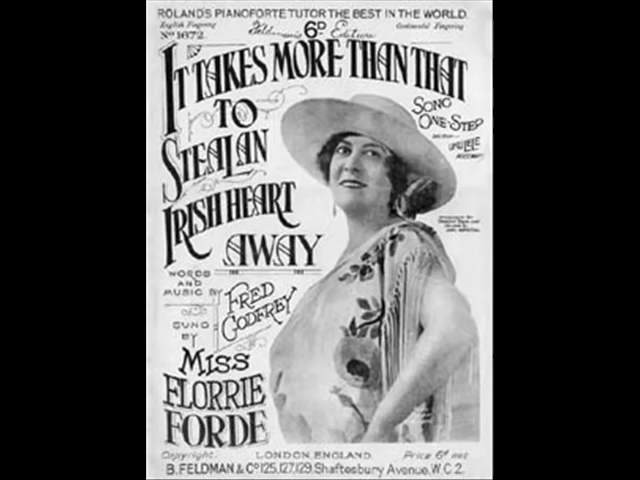 ROLAND'S PIANOFORTE TUTOR THE BEST IN THE WORLD.
English Fingering
Continental Fingering
No 1672.
Feldman's 6D. Edition
IT TAKES MORE THAN THAT
TO
STEAL AN
IRISH HEART
AWAY
SONG
ONE-STEP
UKULELE
WORDS
AND
MUSIC BY
FRED
GODFREY
SUNG
BY
MISS
FLORRIE
FORDE
Copyright.
LONDON, ENGLAND.
Price 6d net
B. FELDMAN & Co 125, 127, 129, Shaftesbury Avenue, W.C.2.